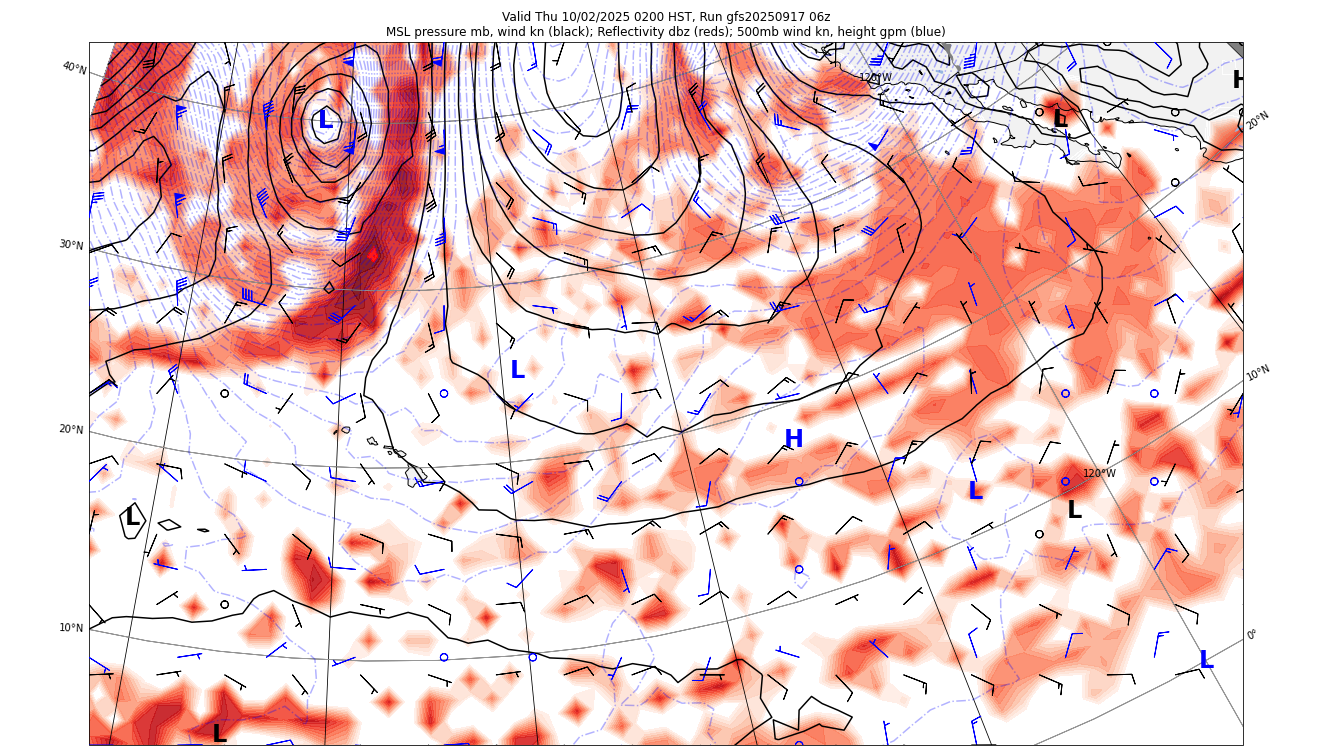 Valid Thu 10/02/2025 0200 HST, Run gfs20250917 06z
MSL pressure mb, wind kn (black); Reflectivity dbz (reds); 500mb wind kn, height gpm (blue)
40°N
120°W
H
L
L
20°N
30°N
L
10°N
20°N
H
120°W
L
L
L
10°N
0°
L
L